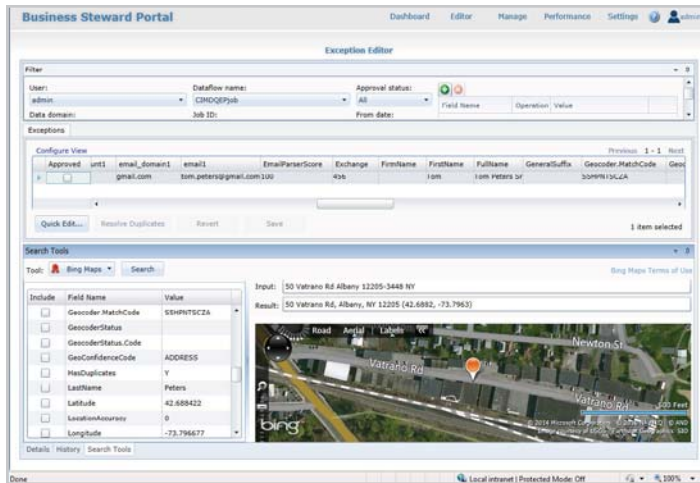 Business Steward Portal
Dashboard Editor Manage Performance Settings admin
Exception Editor
Filter
User: Dataflow name: Approval status:
admin CIMDQEPjob All
Field Name Operation Value
Data domain: Job ID: From date:
Exceptions
Configure View Previous 1 - 1 Next
Approved unt1 email_domain1 email1 EmailParserScore Exchange FirmName FirstName FullName GeneralSuffix Geocoder.MatchCode Geoc
gmail.com tom.peters@gmail.com 100 456 Tom Tom Peters Sr S5HPNTSCZA
Quick Edit... Resolve Duplicates Revert Save 1 item selected
Search Tools
Tool: Bing Maps Search Bing Maps Terms of Use
Input: 50 Vatrano Rd Albany 12205-3448 NY
Result: 50 Vatrano Rd, Albany, NY 12205 (42.6882, -73.7963)
Include Field Name Value
Geocoder.MatchCode S5HPNTSCZA
GeocoderStatus
GeocoderStatus.Code
GeoConfidenceCode ADDRESS
HasDuplicates Y
LastName Peters
Latitude 42.688422
LocationAccuracy 0
Longitude -73.796677
Road Aerial Labels
Newton St
Vatrano Rd
Vatrano Rd
500 Feet
bing
© 2014 Microsoft Corporation
Details History Search Tools
Done Local intranet | Protected Mode: Off 100%